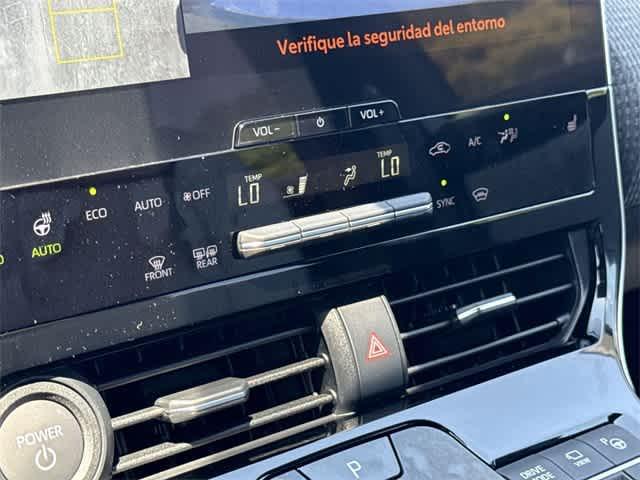 Verifique la seguridad del entorno
VOL-
VOL+
TEMP
LO
TEMP
LO
A/C
OFF
AUTO
ECO
AUTO
SYNC
FRONT
REAR
POWER
P
DRIVE
MODE
VIEW
P